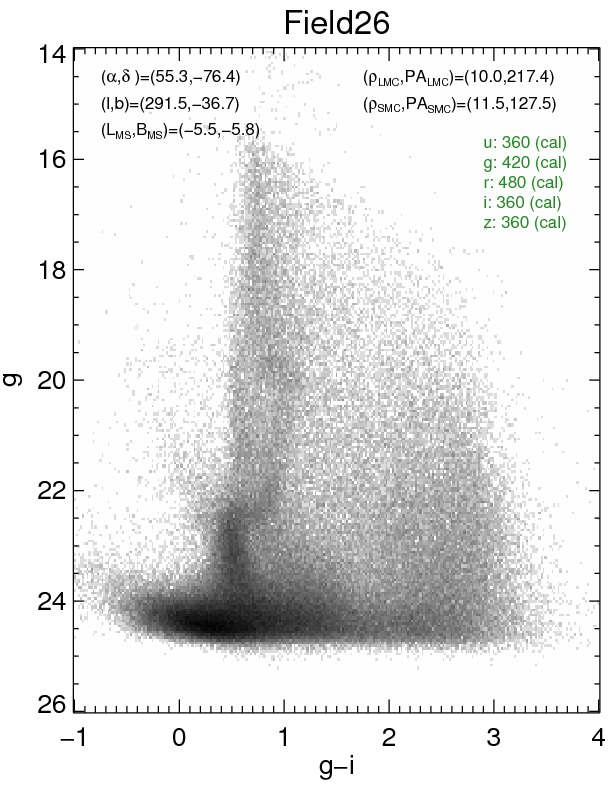 Field26
(α,δ )=(55.3,−76.4)
(ρLMC,PALMC)=(10.0,217.4)
(l,b)=(291.5,−36.7)
(ρSMC,PASMC)=(11.5,127.5)
(LMS,BMS)=(−5.5,−5.8)
u: 360 (cal)
g: 420 (cal)
r: 480 (cal)
i: 360 (cal)
z: 360 (cal)
14
16
18
20
22
24
26
g
−1 0 1 2 3 4
g−i